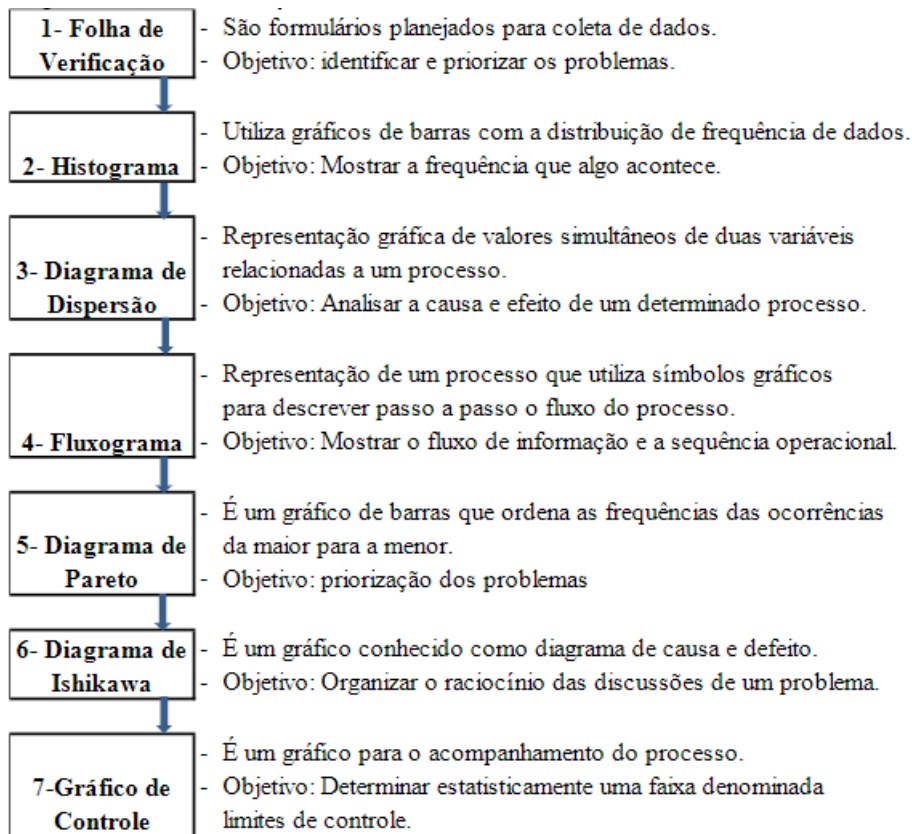 1- Folha de Verificação
- São formulários planejados para coleta de dados.
- Objetivo: identificar e priorizar os problemas.
2- Histograma
- Utiliza gráficos de barras com a distribuição de frequência de dados.
- Objetivo: Mostrar a frequência que algo acontece.
3- Diagrama de Dispersão
- Representação gráfica de valores simultâneos de duas variáveis
relacionadas a um processo.
- Objetivo: Analisar a causa e efeito de um determinado processo.
4- Fluxograma
- Representação de um processo que utiliza símbolos gráficos
para descrever passo a passo o fluxo do processo.
- Objetivo: Mostrar o fluxo de informação e a sequência operacional.
5- Diagrama de Pareto
- É um gráfico de barras que ordena as frequências das ocorrências
da maior para a menor.
- Objetivo: priorização dos problemas
6- Diagrama de Ishikawa
- É um gráfico conhecido como diagrama de causa e defeito.
- Objetivo: Organizar o raciocínio das discussões de um problema.
7-Gráfico de Controle
- É um gráfico para o acompanhamento do processo.
- Objetivo: Determinar estatisticamente uma faixa denominada
limites de controle.